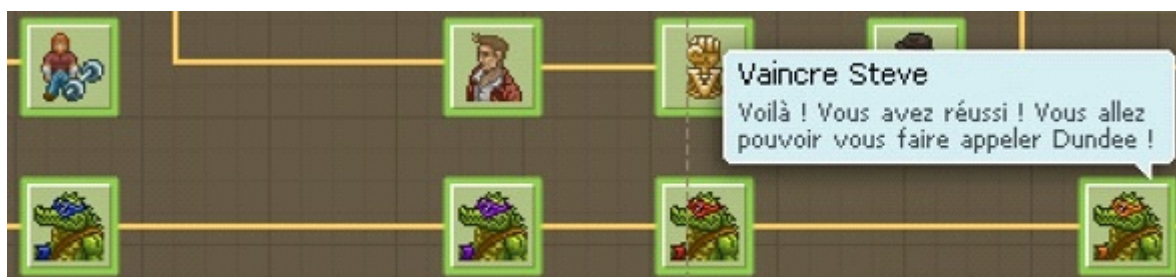 Vaincre Steve
Voilà ! Vous avez réussi ! Vous allez
pouvoir vous faire appeler Dundee !